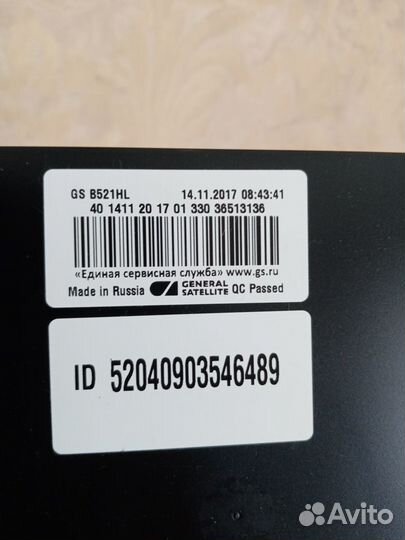 GS B521HL 14.11.2017 08:43:41
40 1411 20 17 01 330 36513136
«Единая сервисная служба» www.gs.ru
Made in Russia GENERAL SATELLITE QC Passed
ID 52040903546489
Avito